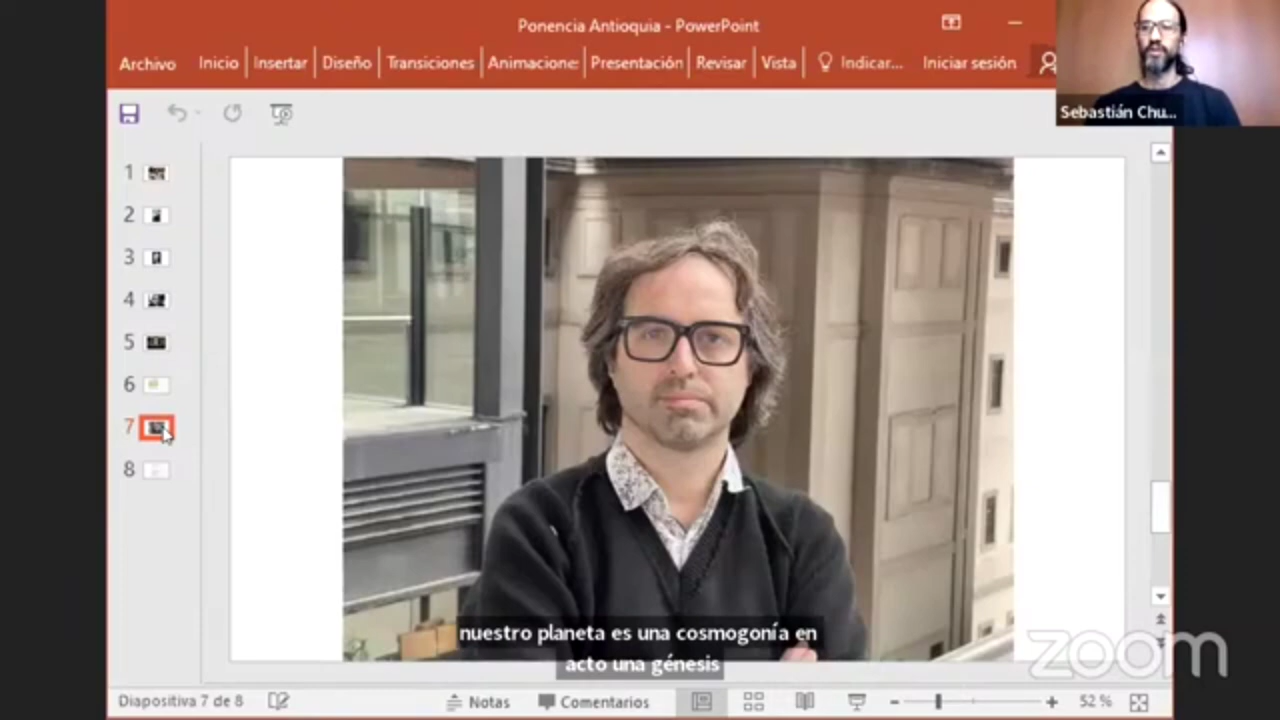 Ponencia Antioquia - PowerPoint
Archivo Inicio Insertar Diseño Transiciones Animacione: Presentación Revisar Vista Indicar... Iniciar sesión
Sebastián Chu...
1
2
3
4
5
6
7
8
nuestro planeta es una cosmogonía en
acto una génesis
zoom
Diapositiva 7 de 8 Notas Comentarios 52 %